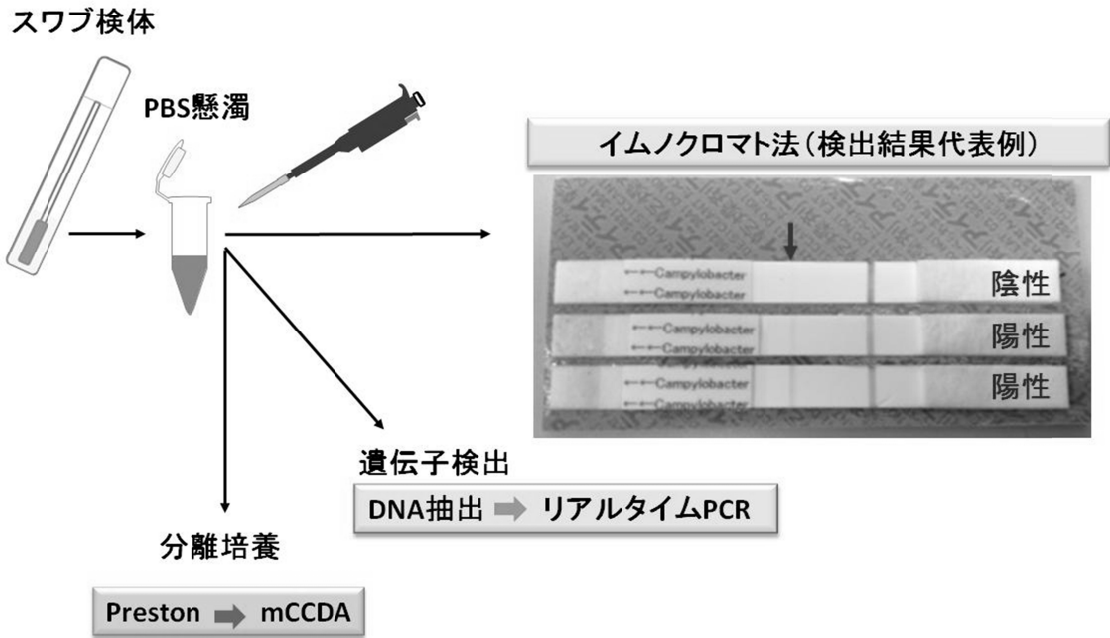 スワブ検体
PBS懸濁
イムノクロマト法(検出結果代表例)
←←Campylobacter
←←Campylobacter
陰性
←←Campylobacter
←←Campylobacter
陽性
←←Campylobacter
←←Campylobacter
陽性
遺伝子検出
DNA抽出 ➡ リアルタイムPCR
分離培養
Preston ➡ mCCDA